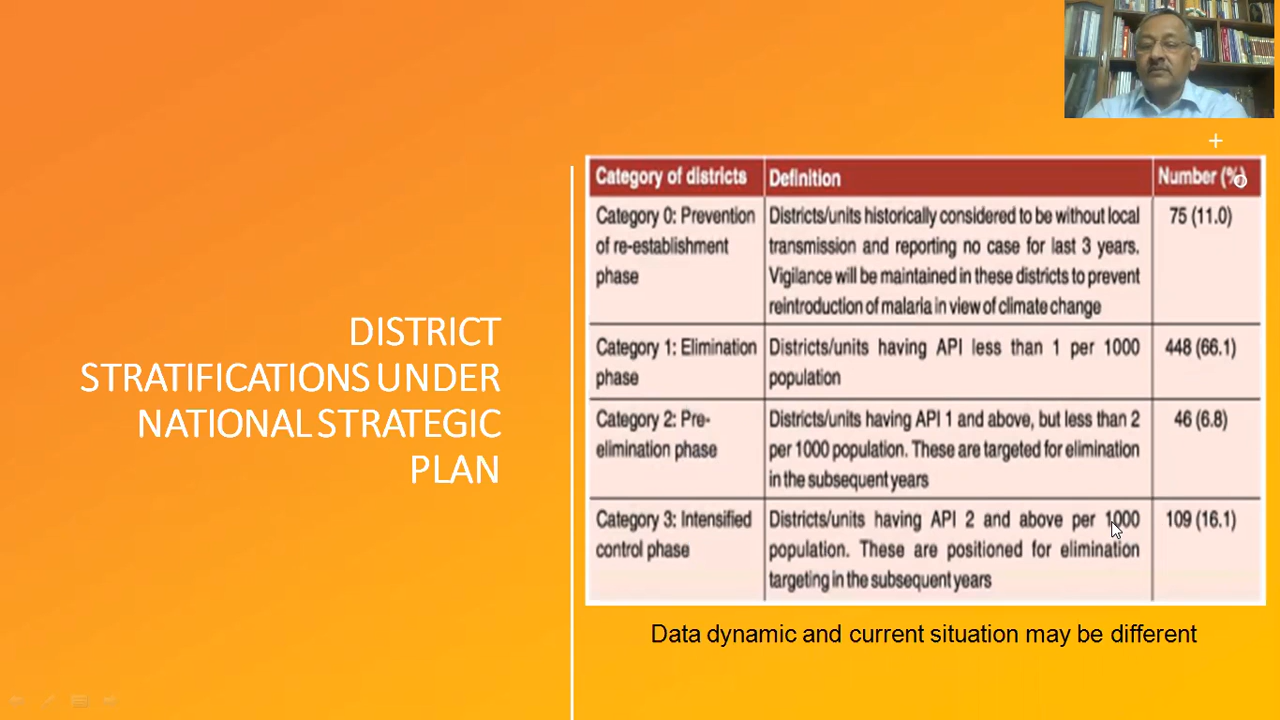 DISTRICT
STRATIFICATIONS UNDER
NATIONAL STRATEGIC
PLAN
Category of districts Definition Number (%)
Category 0: Prevention Districts/units historically considered to be without local 75 (11.0)
of re-establishment transmission and reporting no case for last 3 years.
phase Vigilance will be maintained in these districts to prevent
reintroduction of malaria in view of climate change
Category 1: Elimination Districts/units having API less than 1 per 1000 448 (66.1)
phase population
Category 2: Pre- Districts/units having API 1 and above, but less than 2 46 (6.8)
elimination phase per 1000 population. These are targeted for elimination
in the subsequent years
Category 3: Intensified Districts/units having API 2 and above per 1000 109 (16.1)
control phase population. These are positioned for elimination
targeting in the subsequent years
Data dynamic and current situation may be different